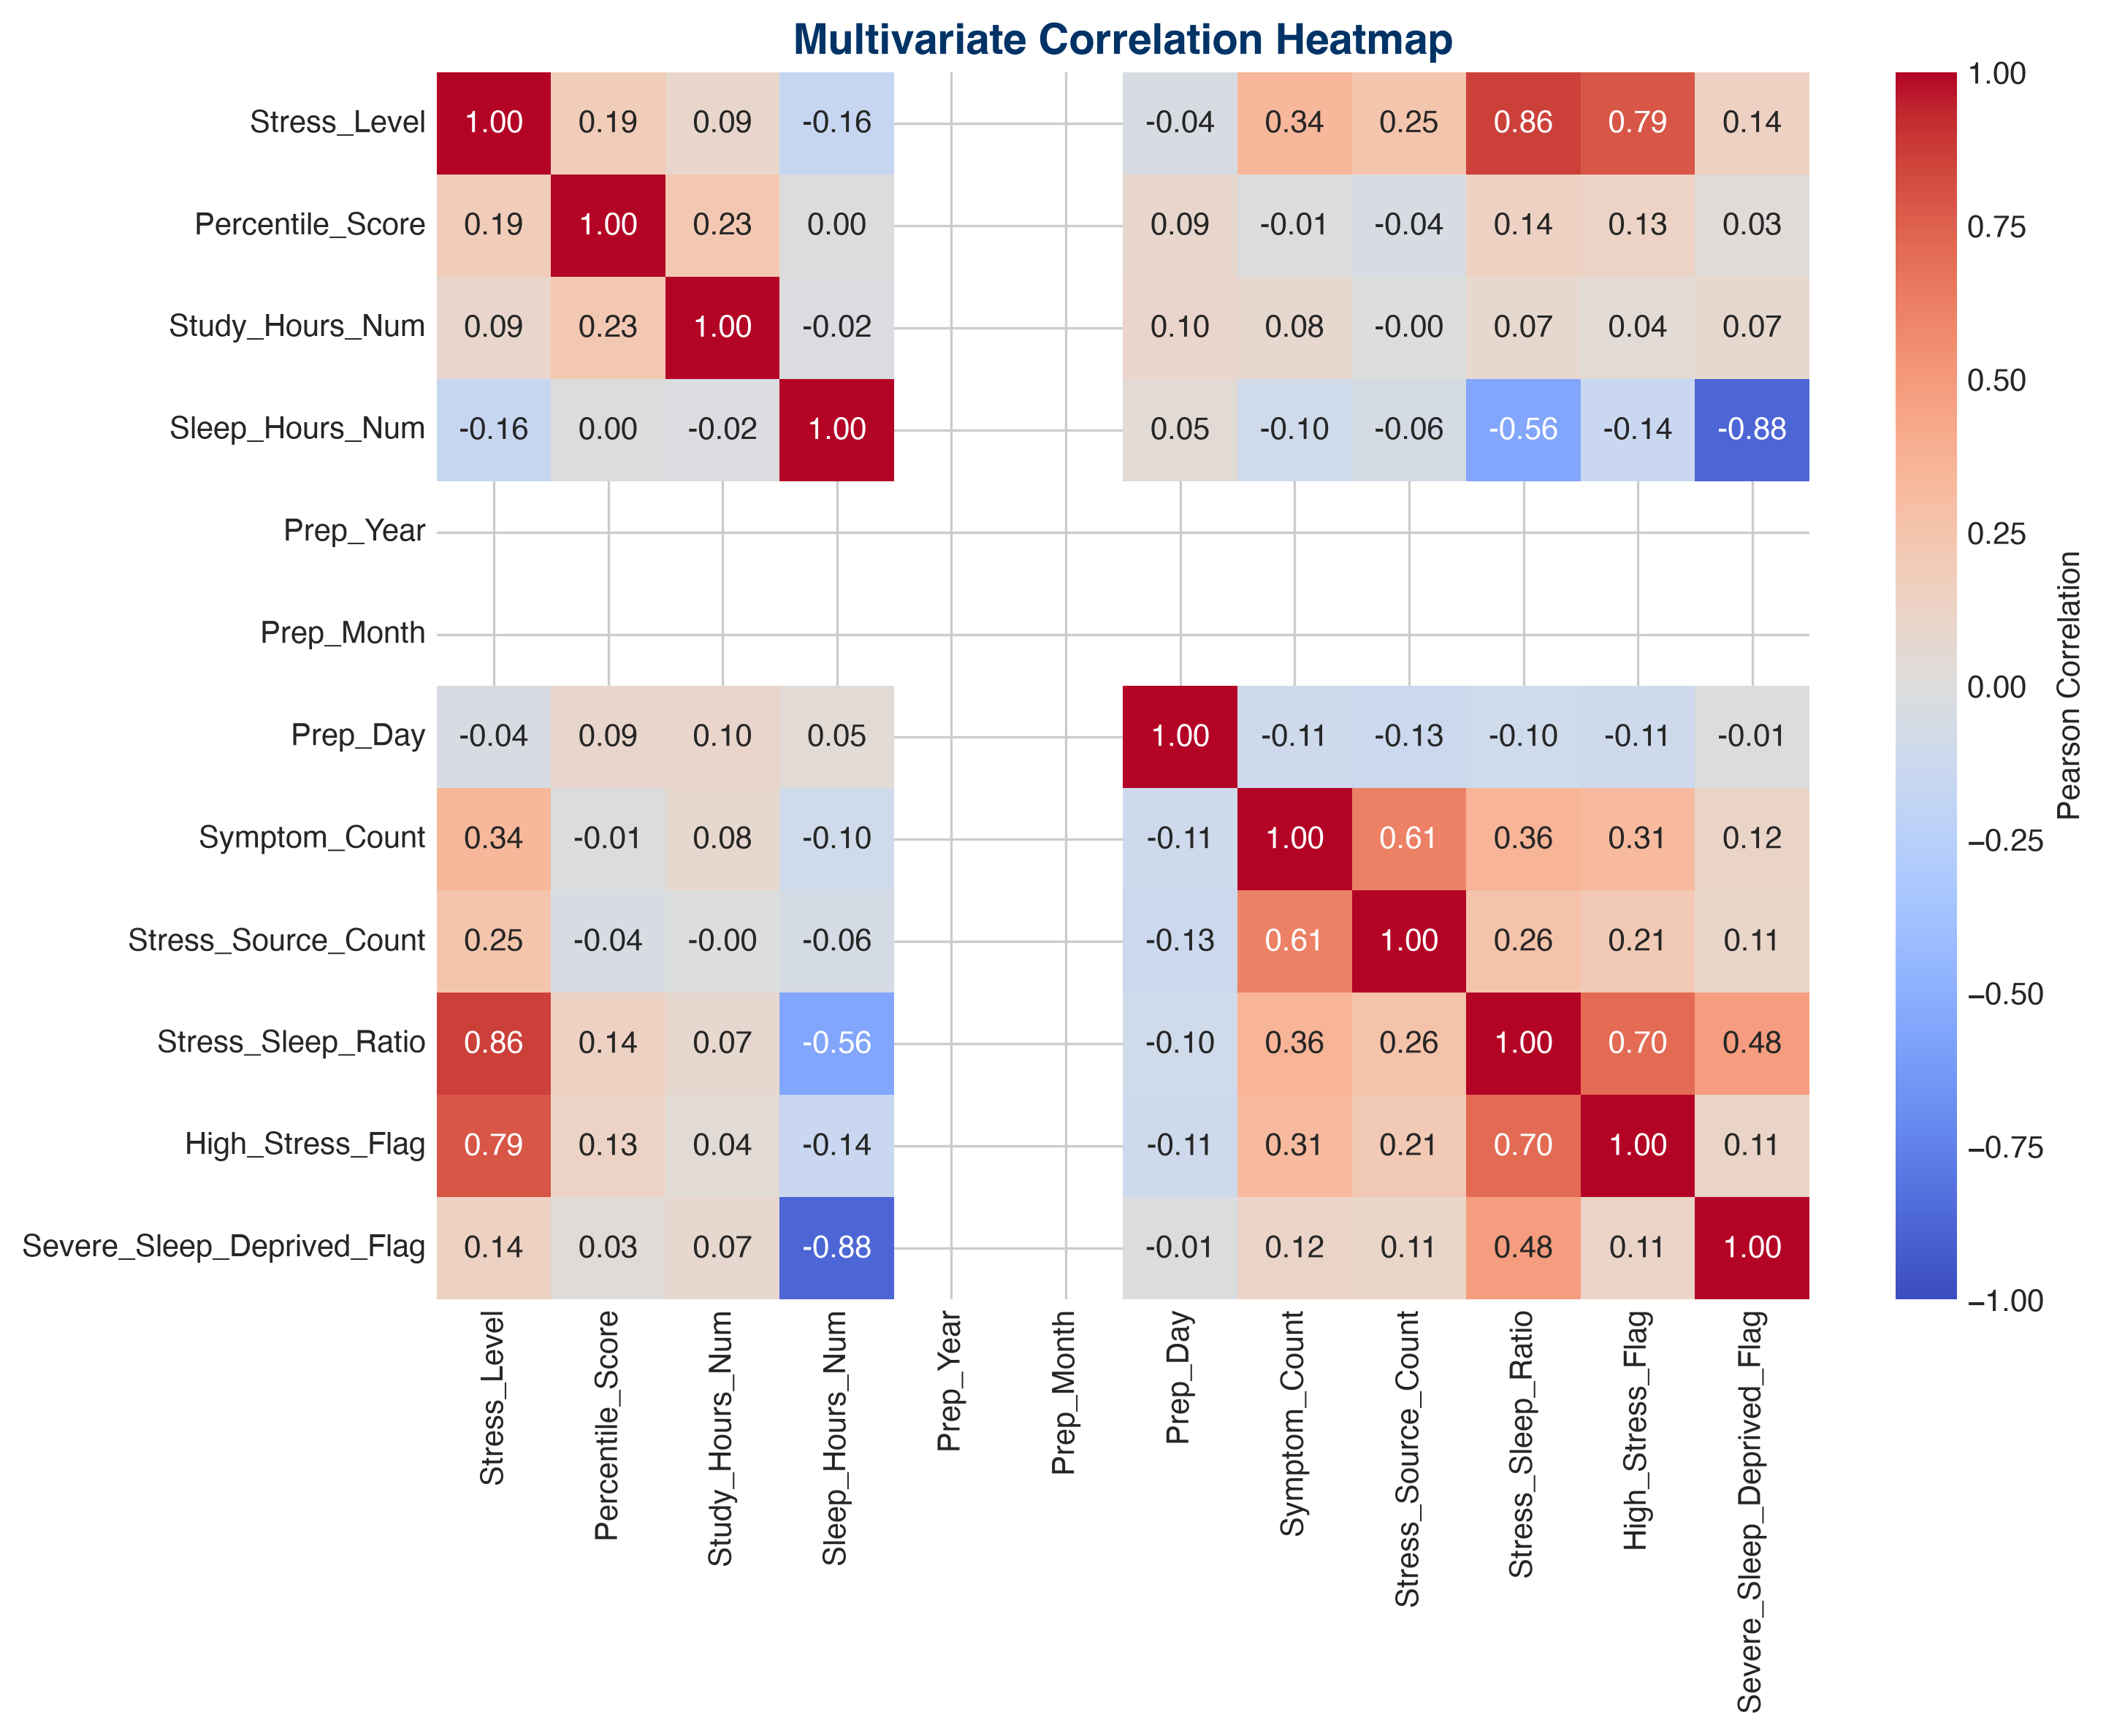 Multivariate Correlation Heatmap
Stress_Level 1.00 0.19 0.09 -0.16 -0.04 0.34 0.25 0.86 0.79 0.14
Percentile_Score 0.19 1.00 0.23 0.00 0.09 -0.01 -0.04 0.14 0.13 0.03
Study_Hours_Num 0.09 0.23 1.00 -0.02 0.10 0.08 -0.00 0.07 0.04 0.07
Sleep_Hours_Num -0.16 0.00 -0.02 1.00 0.05 -0.10 -0.06 -0.56 -0.14 -0.88
Prep_Year
Prep_Month
Prep_Day -0.04 0.09 0.10 0.05 1.00 -0.11 -0.13 -0.10 -0.11 -0.01
Symptom_Count 0.34 -0.01 0.08 -0.10 -0.11 1.00 0.61 0.36 0.31 0.12
Stress_Source_Count 0.25 -0.04 -0.00 -0.06 -0.13 0.61 1.00 0.26 0.21 0.11
Stress_Sleep_Ratio 0.86 0.14 0.07 -0.56 -0.10 0.36 0.26 1.00 0.70 0.48
High_Stress_Flag 0.79 0.13 0.04 -0.14 -0.11 0.31 0.21 0.70 1.00 0.11
Severe_Sleep_Deprived_Flag 0.14 0.03 0.07 -0.88 -0.01 0.12 0.11 0.48 0.11 1.00
Stress_Level
Percentile_Score
Study_Hours_Num
Sleep_Hours_Num
Prep_Year
Prep_Month
Prep_Day
Symptom_Count
Stress_Source_Count
Stress_Sleep_Ratio
High_Stress_Flag
Severe_Sleep_Deprived_Flag
1.00
0.75
0.50
0.25
0.00
−0.25
−0.50
−0.75
−1.00
Pearson Correlation